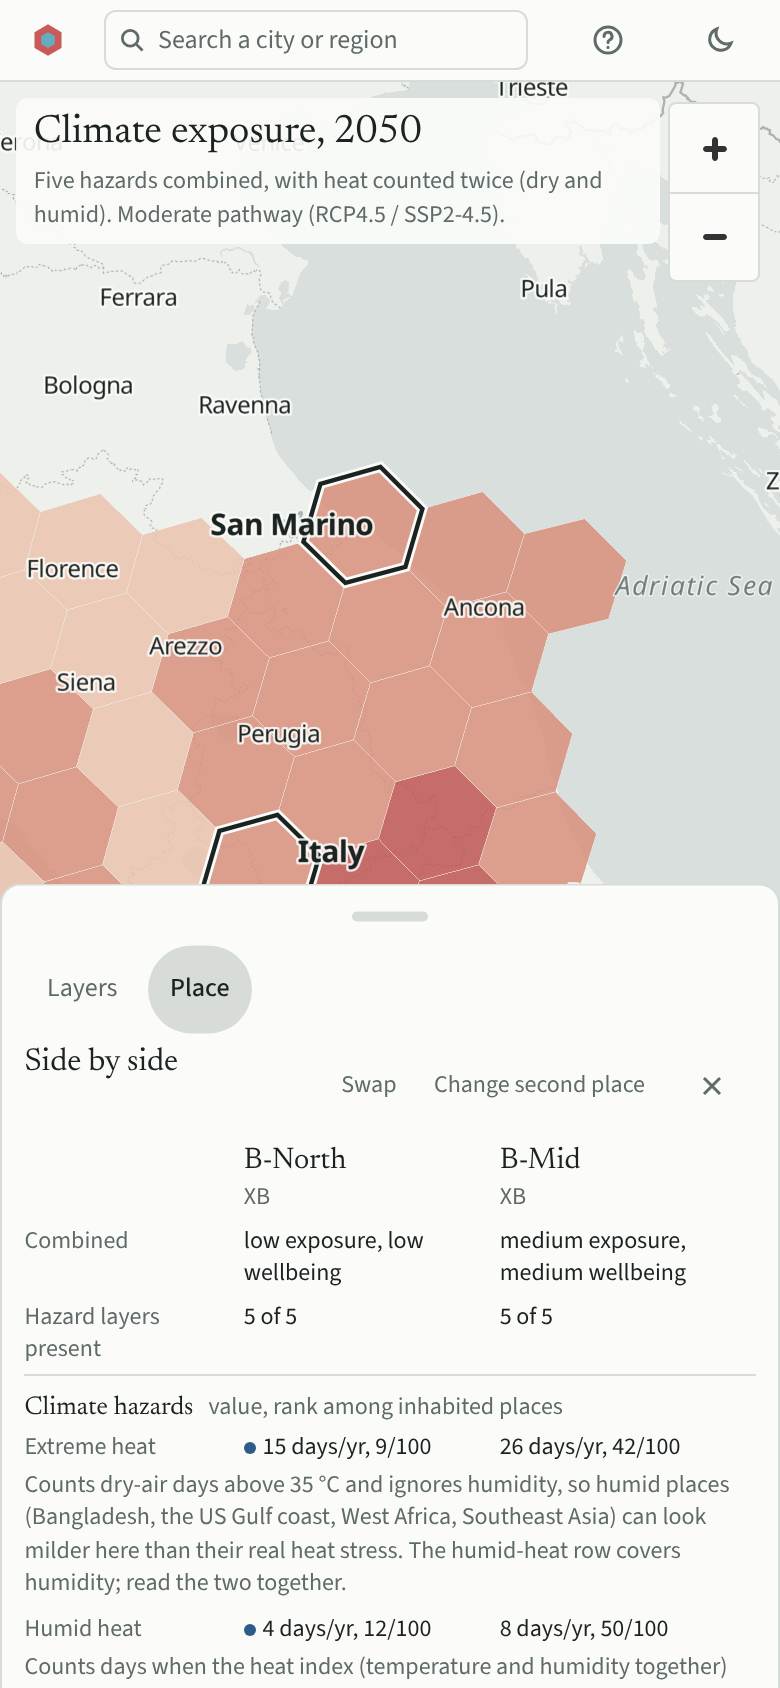 Search a city or region
Trieste
Climate exposure, 2050
Five hazards combined, with heat counted twice (dry and
humid). Moderate pathway (RCP4.5 / SSP2-4.5).
Ferrara
Pula
Bologna
Ravenna
Z
San Marino
Florence
Adriatic Sea
Ancona
Arezzo
Siena
Perugia
Italy
Layers
Place
Side by side
Swap
Change second place
B-North
B-Mid
XB
XB
Combined
low exposure, low
wellbeing
medium exposure,
medium wellbeing
Hazard layers
present
5 of 5
5 of 5
Climate hazards value, rank among inhabited places
Extreme heat
15 days/yr, 9/100
26 days/yr, 42/100
Counts dry-air days above 35 °C and ignores humidity, so humid places
(Bangladesh, the US Gulf coast, West Africa, Southeast Asia) can look
milder here than their real heat stress. The humid-heat row covers
humidity; read the two together.
Humid heat
4 days/yr, 12/100
8 days/yr, 50/100
Counts days when the heat index (temperature and humidity together)